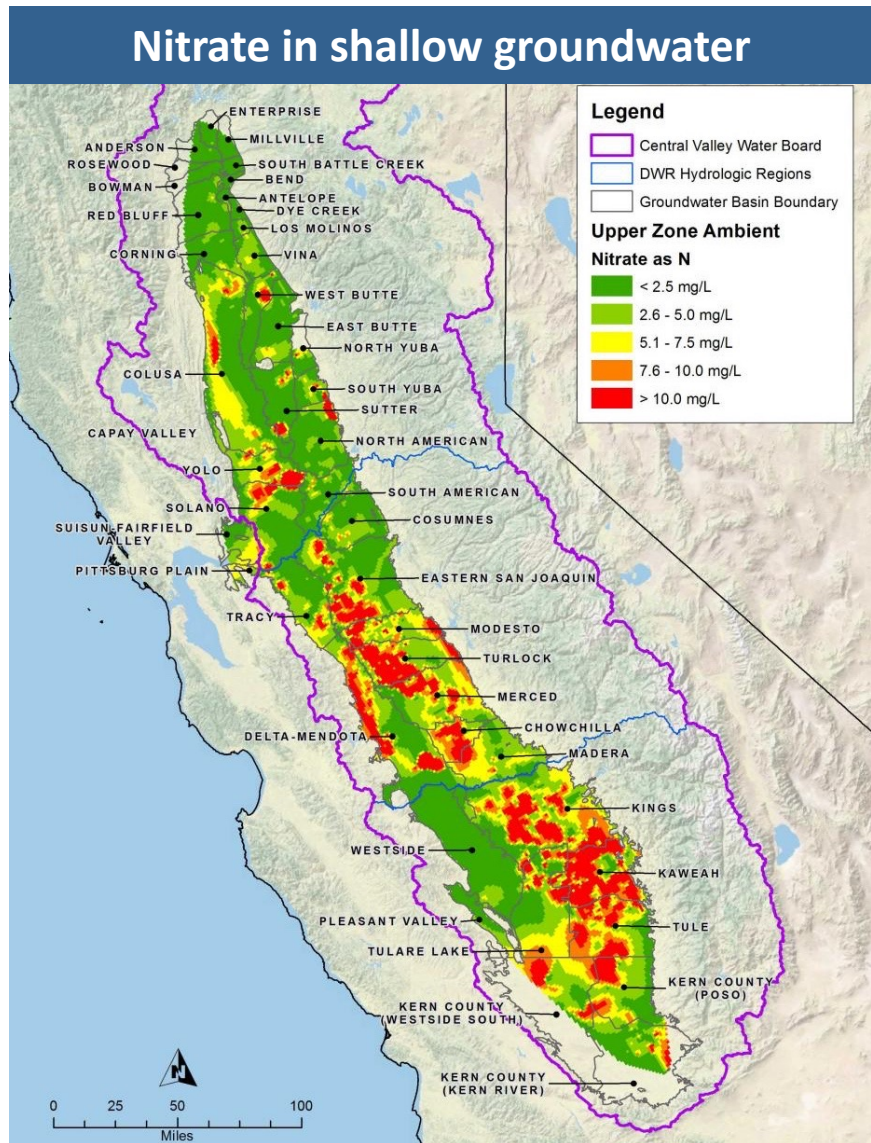 Nitrate in shallow groundwater
Legend
Central Valley Water Board
DWR Hydrologic Regions
Groundwater Basin Boundary
Upper Zone Ambient
Nitrate as N
< 2.5 mg/L
2.6 - 5.0 mg/L
5.1 - 7.5 mg/L
7.6 - 10.0 mg/L
> 10.0 mg/L
ENTERPRISE
MILLVILLE
ANDERSON
ROSEWOOD
SOUTH BATTLE CREEK
BEND
BOWMAN
ANTELOPE
DYE CREEK
RED BLUFF
LOS MOLINOS
CORNING
VINA
WEST BUTTE
EAST BUTTE
NORTH YUBA
COLUSA
SOUTH YUBA
SUTTER
CAPAY VALLEY
NORTH AMERICAN
YOLO
SOUTH AMERICAN
SOLANO
COSUMNES
SUISUN-FAIRFIELD
VALLEY
PITTSBURG PLAIN
EASTERN SAN JOAQUIN
TRACY
MODESTO
TURLOCK
MERCED
CHOWCHILLA
DELTA-MENDOTA
MADERA
KINGS
WESTSIDE
KAWEAH
PLEASANT VALLEY
TULE
TULARE LAKE
KERN COUNTY
(POSO)
KERN COUNTY
(WESTSIDE SOUTH)
KERN COUNTY
(KERN RIVER)
N
0 25 50 100
Miles